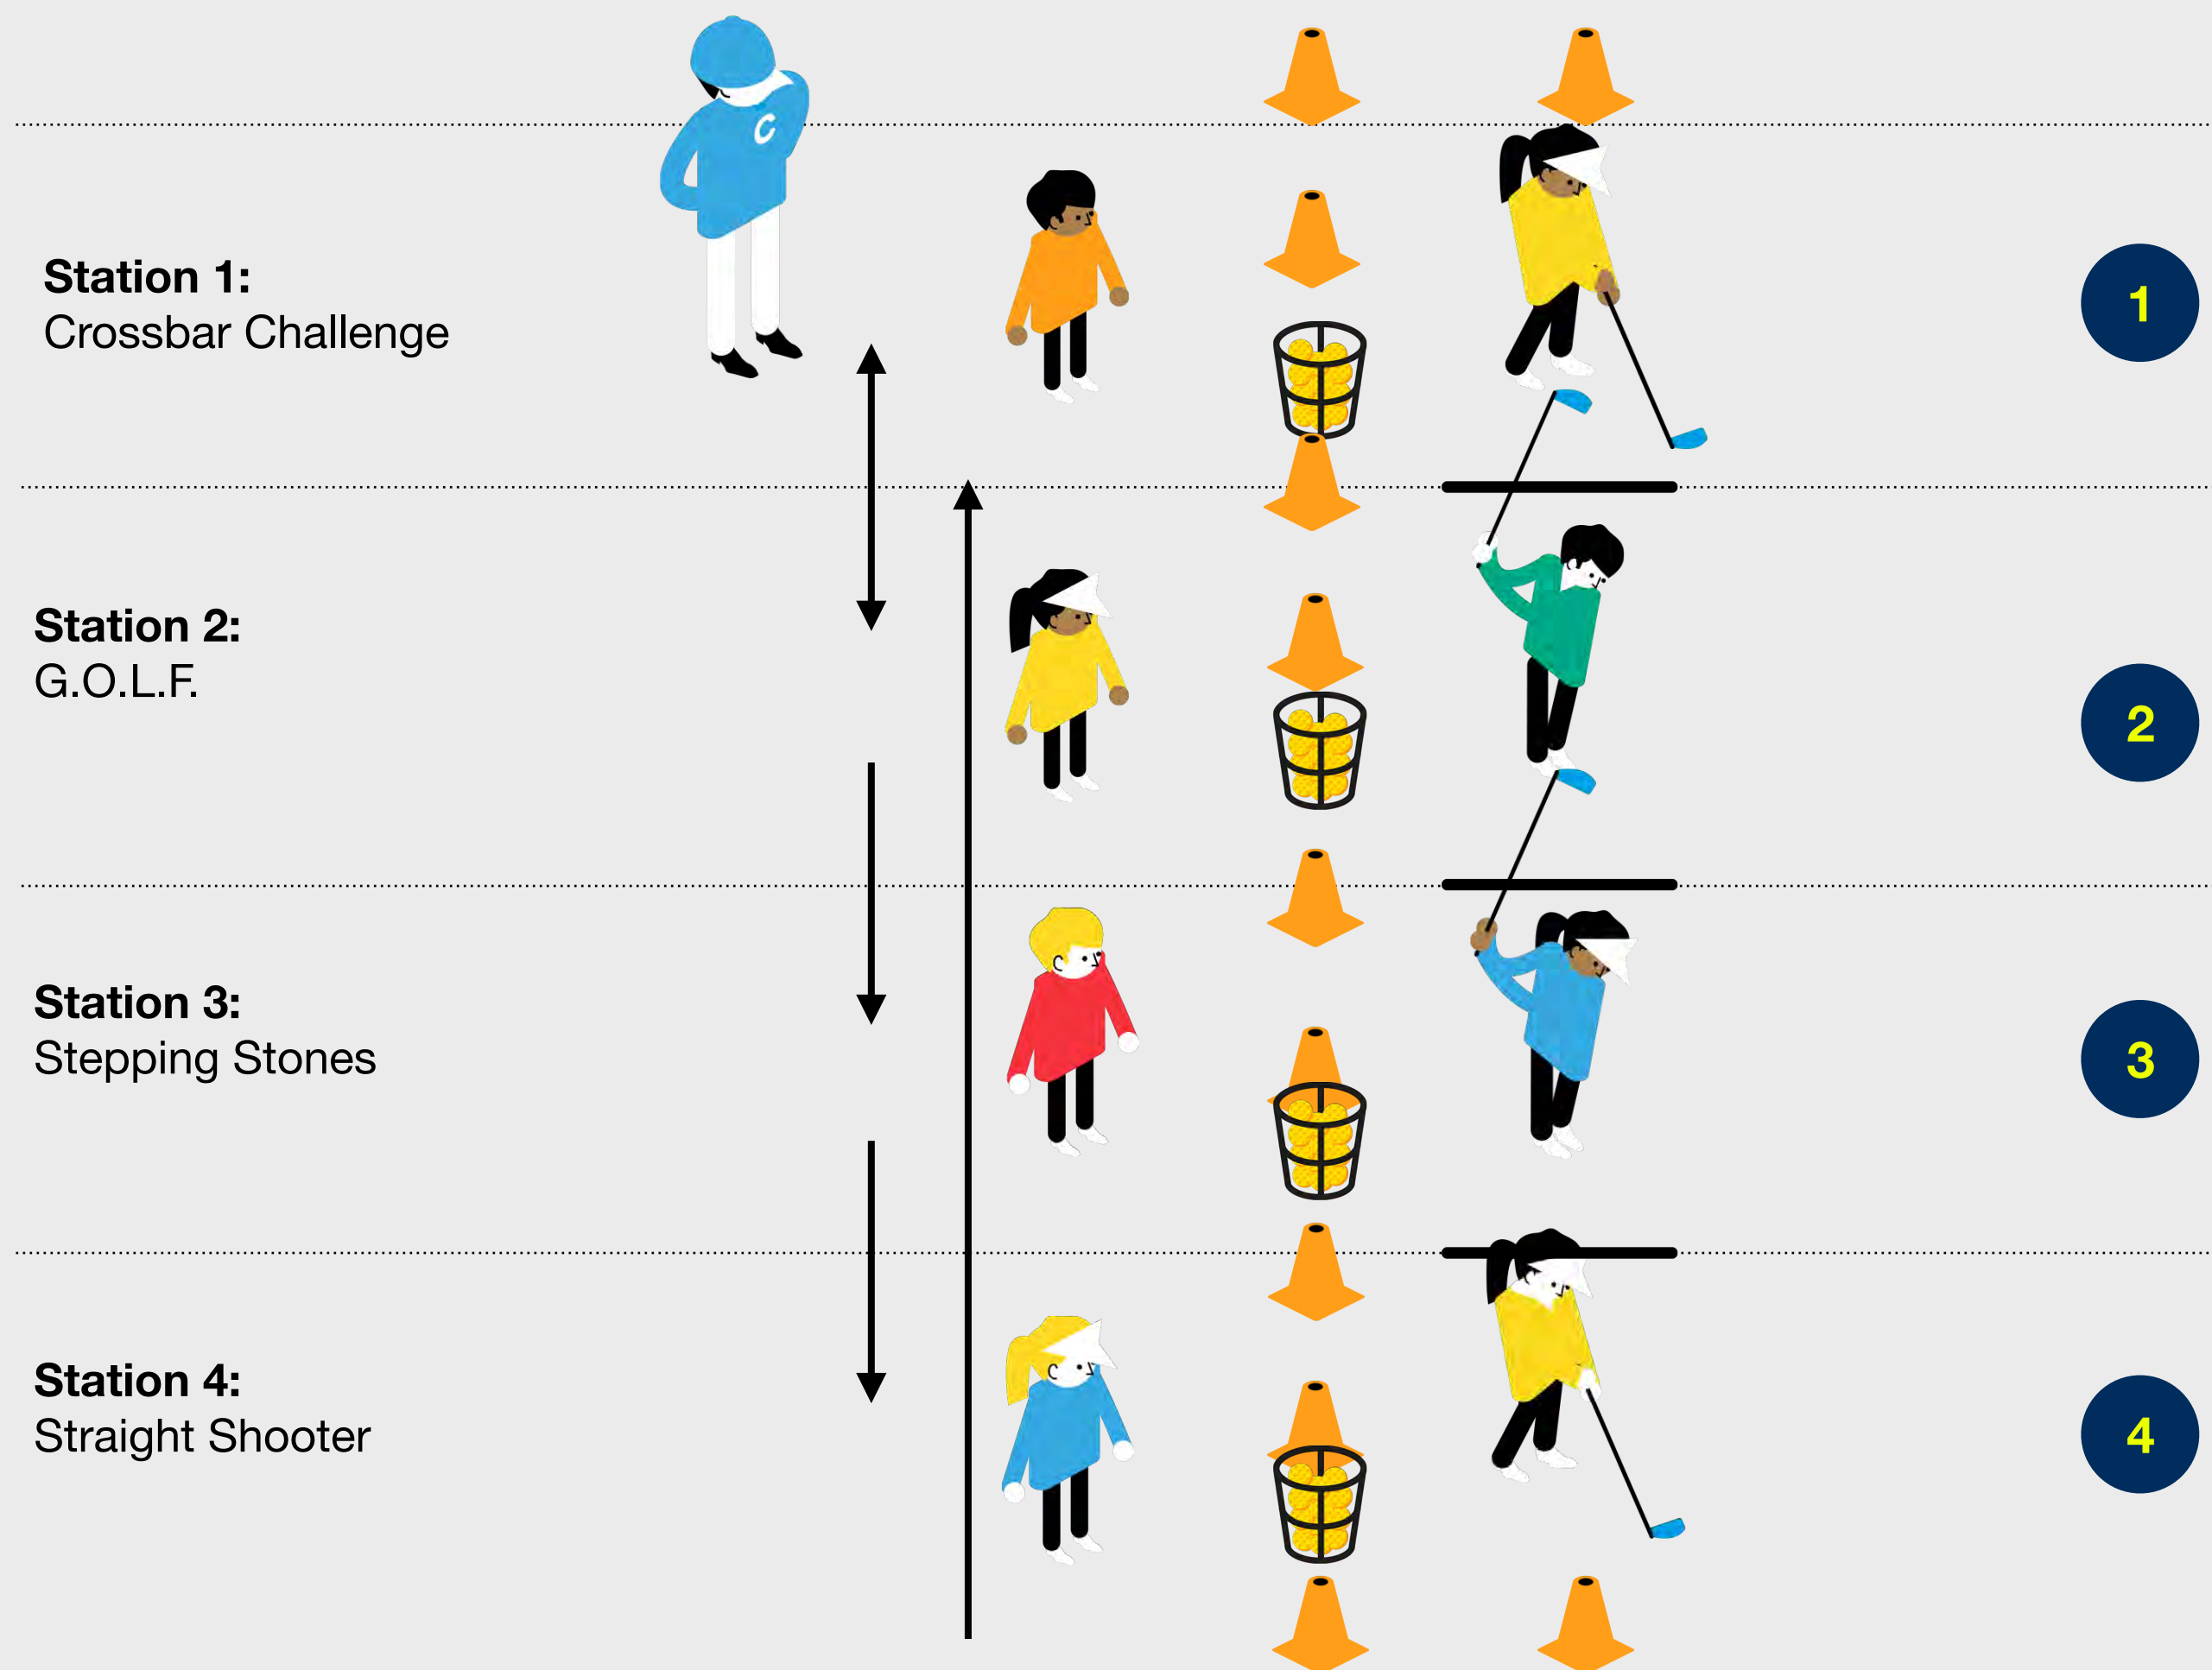 C
Station 1:
Crossbar Challenge
1
Station 2:
G.O.L.F.
2
Station 3:
Stepping Stones
3
Station 4:
Straight Shooter
4